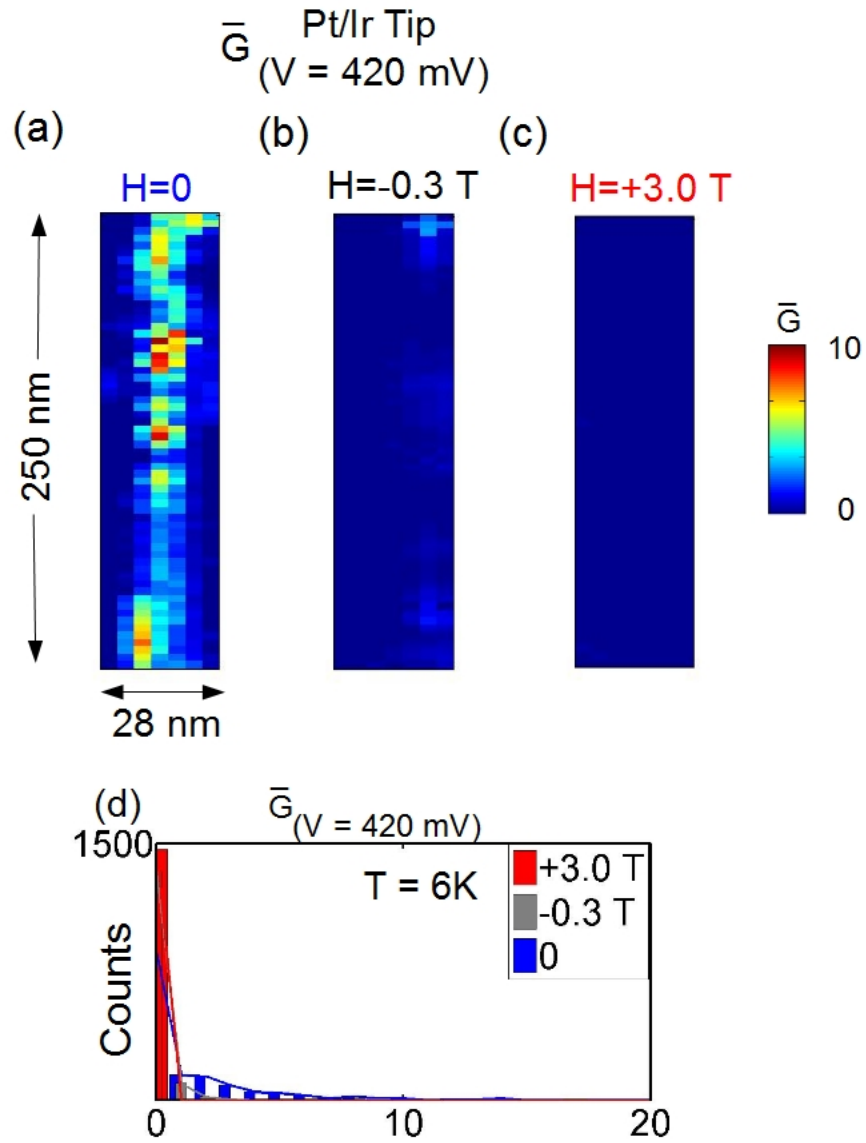 Pt/Ir Tip
G̅ (V = 420 mV)
(a) (b) (c)
H=0 H=-0.3 T H=+3.0 T
250 nm
28 nm
G̅
10
0
(d) G̅ (V = 420 mV)
1500
T = 6K
+3.0 T
-0.3 T
0
Counts
0 10 20